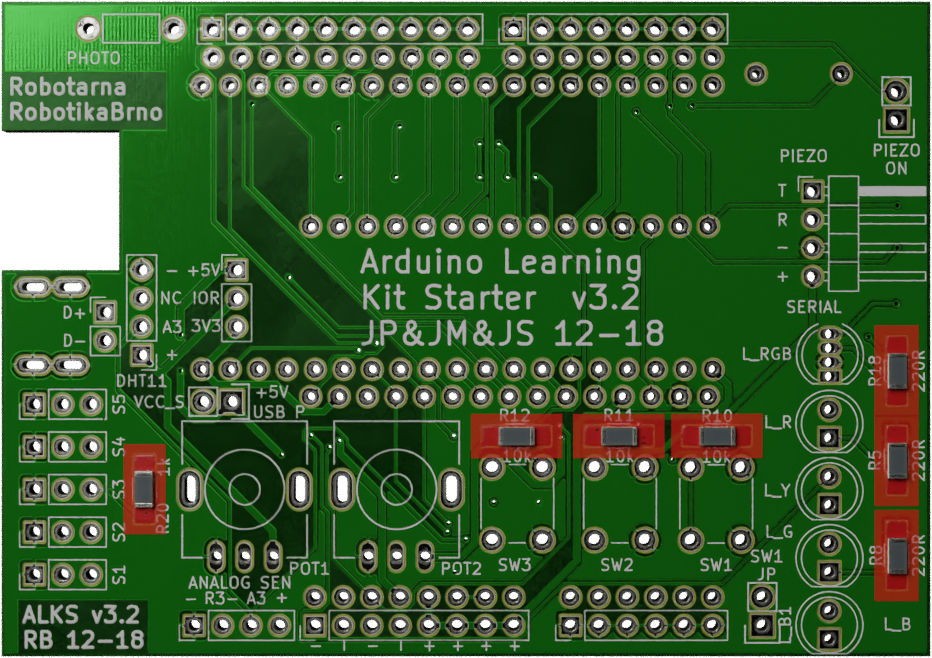 PHOTO
Robotarna
RobotikaBrno
PIEZO
ON
PIEZO
T
R
-
+
SERIAL
Arduino Learning
Kit Starter v3.2
JP&JM&JS 12-18
- +5V
NC IOR
A3 3V3
+
D+
D-
DHT11
VCC_S
+5V
USB P
L_RGB
R18
220R
S5
S4
S3
S2
S1
R20
1k
R12
10k
R11
10k
R10
10k
L_R
R5
220R
L_Y
L_G
R8
220R
POT1
POT2
SW3
SW2
SW1
SW1
JP
ANALOG SEN
- R3- A3 +
ALKS v3.2
RB 12-18
L_B
- - - - + + + +